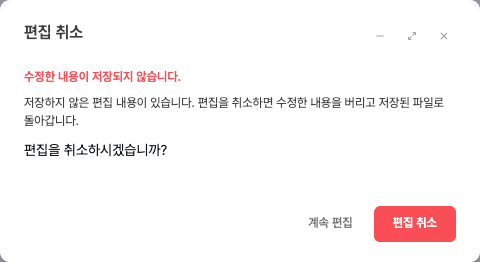 편집 취소
수정한 내용이 저장되지 않습니다.
저장하지 않은 편집 내용이 있습니다. 편집을 취소하면 수정한 내용을 버리고 저장된 파일로
돌아갑니다.
편집을 취소하시겠습니까?
계속 편집
편집 취소